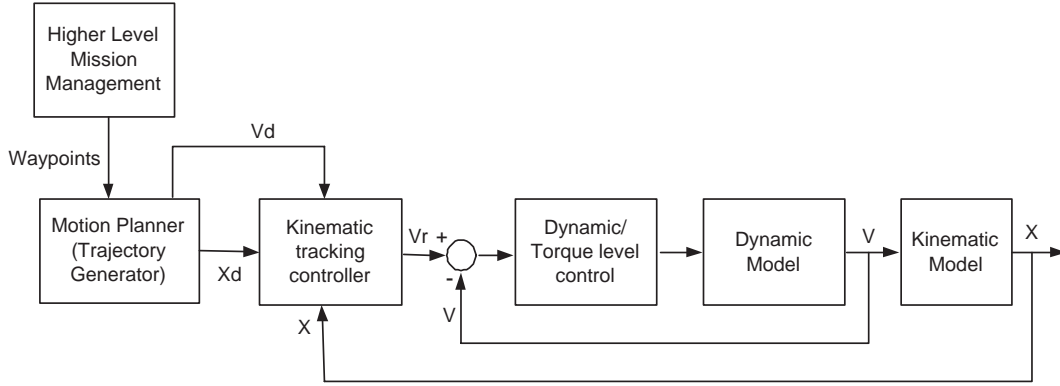 Higher Level
Mission
Management
Waypoints
Vd
Motion Planner
(Trajectory
Generator)
Xd
Kinematic
tracking
controller
Vr
+
-
Dynamic/
Torque level
control
Dynamic
Model
V
Kinematic
Model
X
V
X